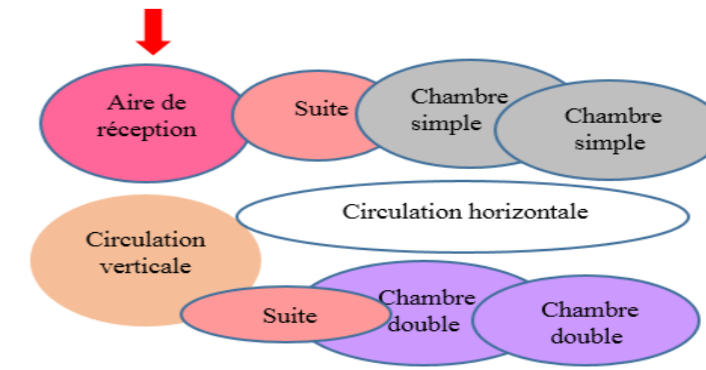 Aire de
réception
Suite
Chambre
simple
Chambre
simple
Circulation horizontale
Circulation
verticale
Suite
Chambre
double
Chambre
double